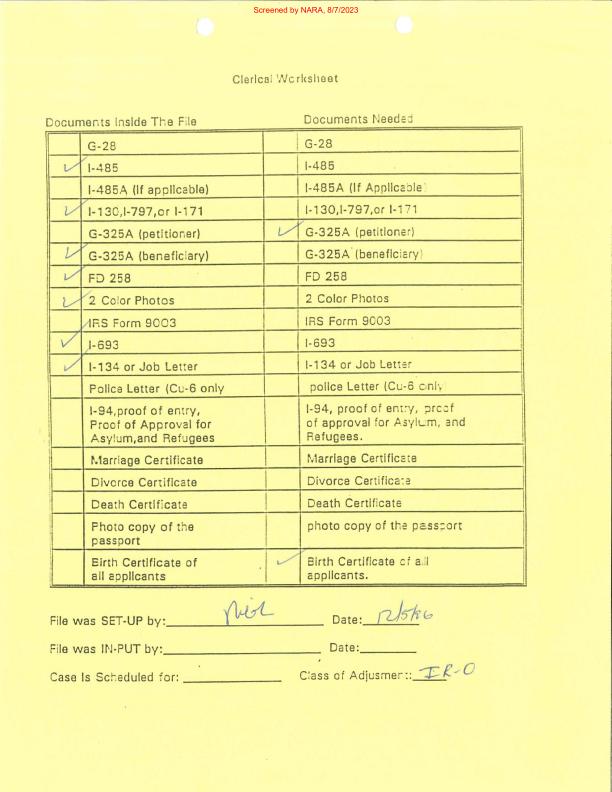 Screened by NARA, 8/7/2023
Clerical Worksheet
Documents Inside The File Documents Needed
G-28 G-28
✓ I-485 I-485
I-485A (If applicable) I-485A (If Applicable)
✓ I-130,I-797,or I-171 I-130,I-797,or I-171
G-325A (petitioner) ✓ G-325A (petitioner)
✓ G-325A (beneficiary) G-325A (beneficiary)
✓ FD 258 FD 258
✓ 2 Color Photos 2 Color Photos
IRS Form 9003 IRS Form 9003
✓ I-693 I-693
✓ I-134 or Job Letter I-134 or Job Letter
Police Letter (Cu-6 only police Letter (Cu-6 only)
I-94,proof of entry, I-94, proof of entry, proof
Proof of Approval for of approval for Asylum, and
Asylum,and Refugees Refugees.
Marriage Certificate Marriage Certificate
Divorce Certificate Divorce Certificate
Death Certificate Death Certificate
Photo copy of the photo copy of the passport
passport
Birth Certificate of ✓ Birth Certificate of all
all applicants applicants.
File was SET-UP by: Date: 12/5/96
File was IN-PUT by: Date:
Case Is Scheduled for: Class of Adjusment: IR-0